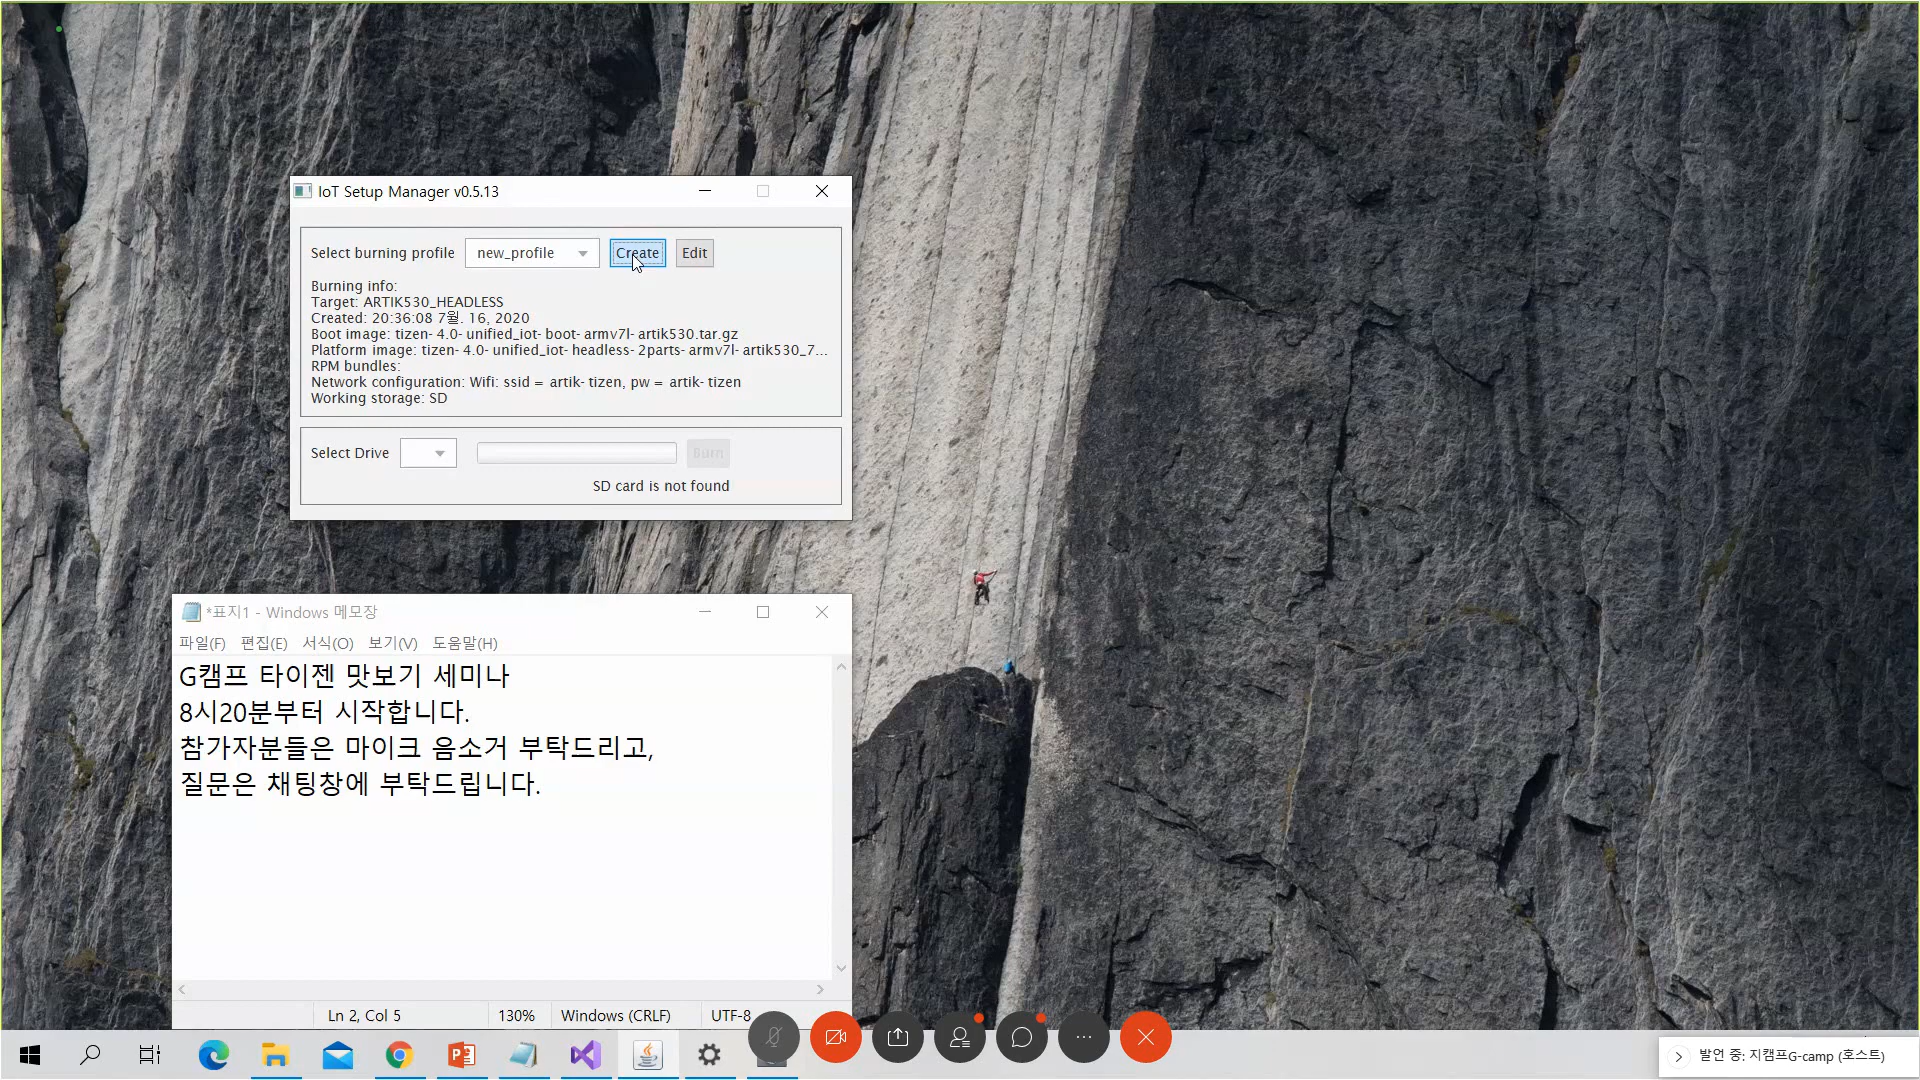 IoT Setup Manager v0.5.13
Select burning profile new_profile Create Edit
Burning info:
Target: ARTIK530_HEADLESS
Created: 20:36:08 7월. 16, 2020
Boot image: tizen- 4.0- unified_iot- boot- armv7l- artik530.tar.gz
Platform image: tizen- 4.0- unified_iot- headless- 2parts- armv7l- artik530_7...
RPM bundles:
Network configuration: Wifi: ssid = artik- tizen, pw = artik- tizen
Working storage: SD
Select Drive Burn
SD card is not found
*표지1 - Windows 메모장
파일(F) 편집(E) 서식(O) 보기(V) 도움말(H)
G캠프 타이젠 맛보기 세미나
8시20분부터 시작합니다.
참가자분들은 마이크 음소거 부탁드리고,
질문은 채팅창에 부탁드립니다.
Ln 2, Col 5 130% Windows (CRLF) UTF-8
발언 중: 지캠프G-camp (호스트)